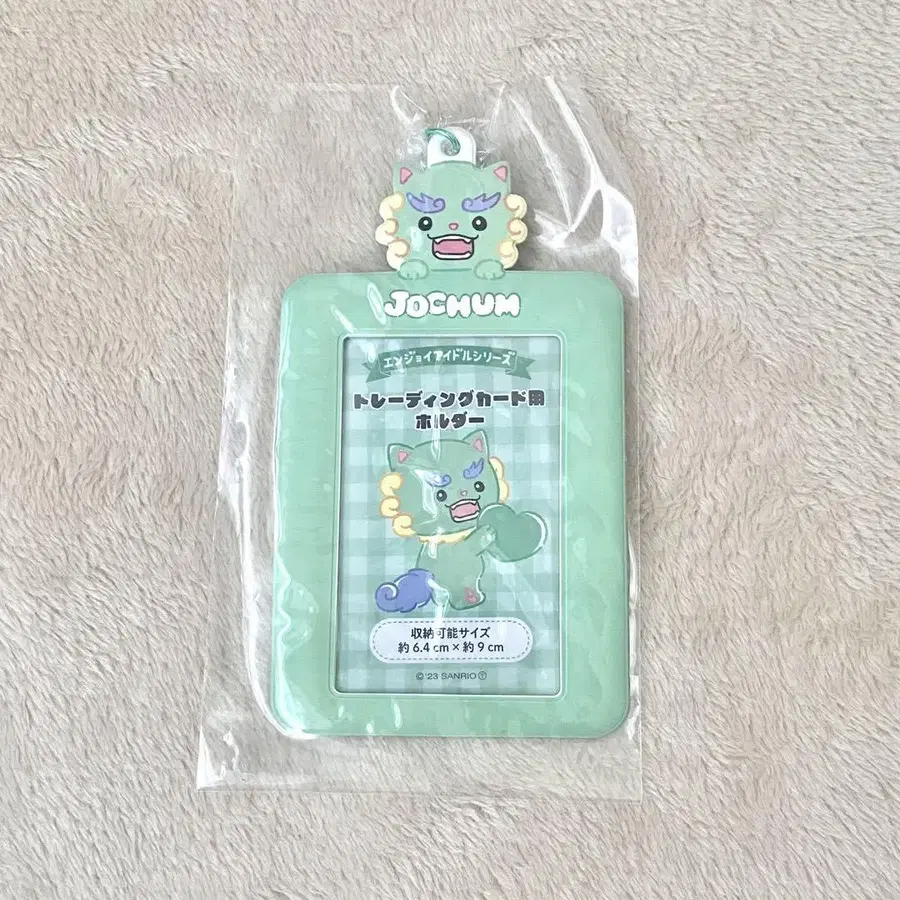 JOCHUM
エンジョイアイドルシリーズ
トレーディングカード用
ホルダー
収納可能サイズ
約 6.4 cm × 約 9 cm
© '23 SANRIO Ⓣ